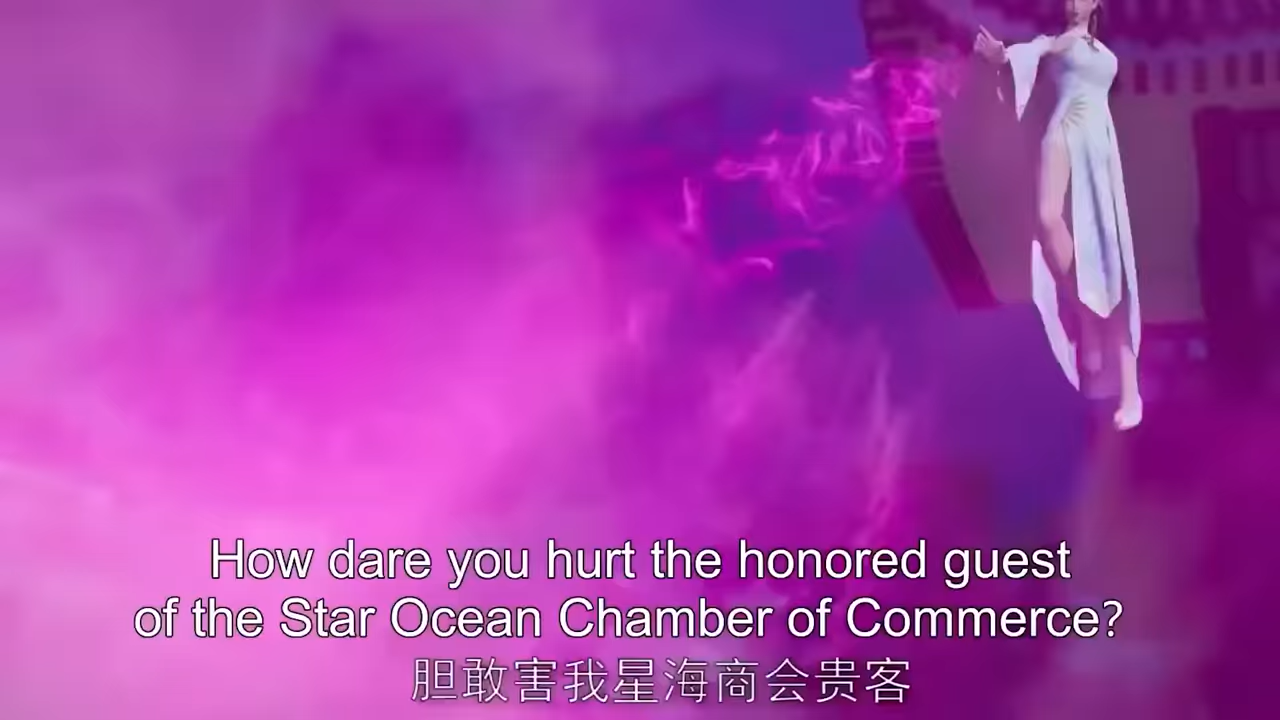 How dare you hurt the honored guest
of the Star Ocean Chamber of Commerce?
胆敢害我星海商会贵客